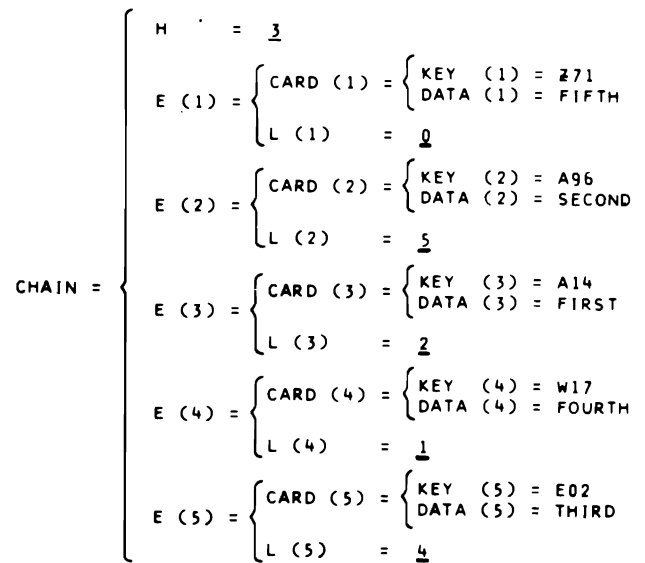 H = 3
KEY (1) = Z71
CARD (1) =
DATA (1) = FIFTH
E (1) =
L (1) = 0
KEY (2) = A96
CARD (2) =
DATA (2) = SECOND
E (2) =
L (2) = 5
CHAIN =
KEY (3) = A14
CARD (3) =
DATA (3) = FIRST
E (3) =
L (3) = 2
KEY (4) = W17
CARD (4) =
DATA (4) = FOURTH
E (4) =
L (4) = 1
KEY (5) = E02
CARD (5) =
DATA (5) = THIRD
E (5) =
L (5) = 4